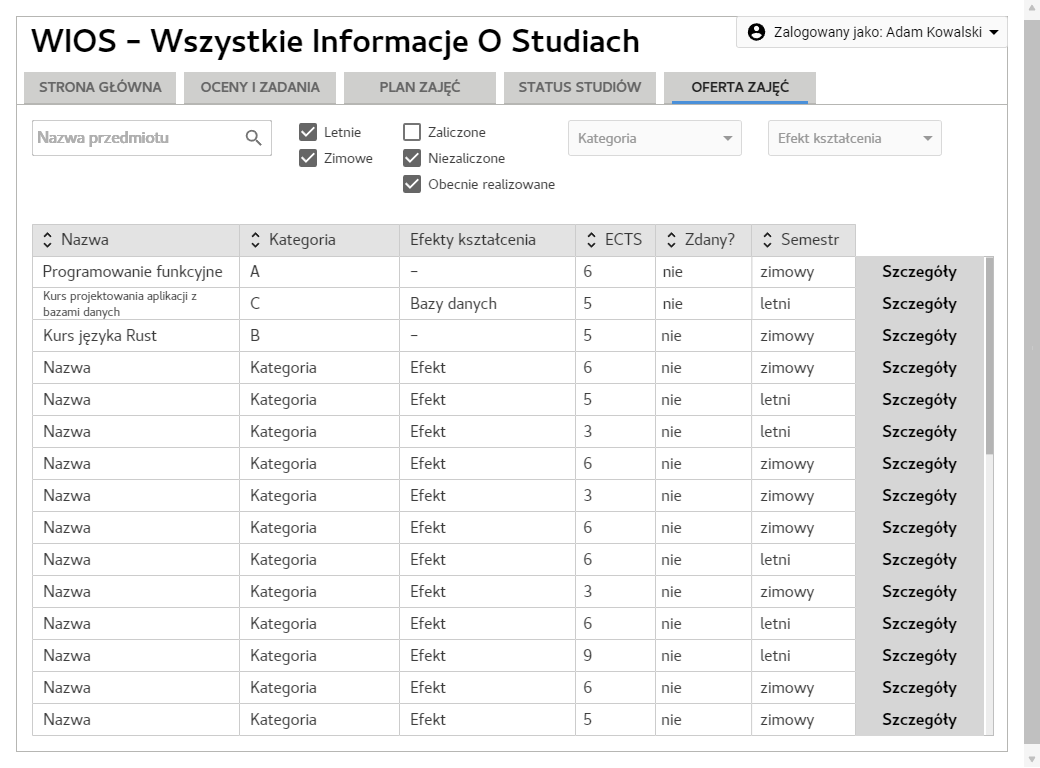 WIOS - Wszystkie Informacje O Studiach
Zalogowany jako: Adam Kowalski
STRONA GŁÓWNA OCENY I ZADANIA PLAN ZAJĘĆ STATUS STUDIÓW OFERTA ZAJĘĆ
Nazwa przedmiotu Letnie Zaliczone Kategoria Efekt kształcenia
Zimowe Niezaliczone
Obecnie realizowane
Nazwa Kategoria Efekty kształcenia ECTS Zdany? Semestr
Programowanie funkcyjne A – 6 nie zimowy Szczegóły
Kurs projektowania aplikacji z
bazami danych C Bazy danych 5 nie letni Szczegóły
Kurs języka Rust B – 5 nie zimowy Szczegóły
Nazwa Kategoria Efekt 6 nie zimowy Szczegóły
Nazwa Kategoria Efekt 5 nie letni Szczegóły
Nazwa Kategoria Efekt 3 nie letni Szczegóły
Nazwa Kategoria Efekt 6 nie zimowy Szczegóły
Nazwa Kategoria Efekt 3 nie zimowy Szczegóły
Nazwa Kategoria Efekt 6 nie zimowy Szczegóły
Nazwa Kategoria Efekt 6 nie letni Szczegóły
Nazwa Kategoria Efekt 3 nie zimowy Szczegóły
Nazwa Kategoria Efekt 6 nie letni Szczegóły
Nazwa Kategoria Efekt 9 nie letni Szczegóły
Nazwa Kategoria Efekt 6 nie zimowy Szczegóły
Nazwa Kategoria Efekt 5 nie zimowy Szczegóły